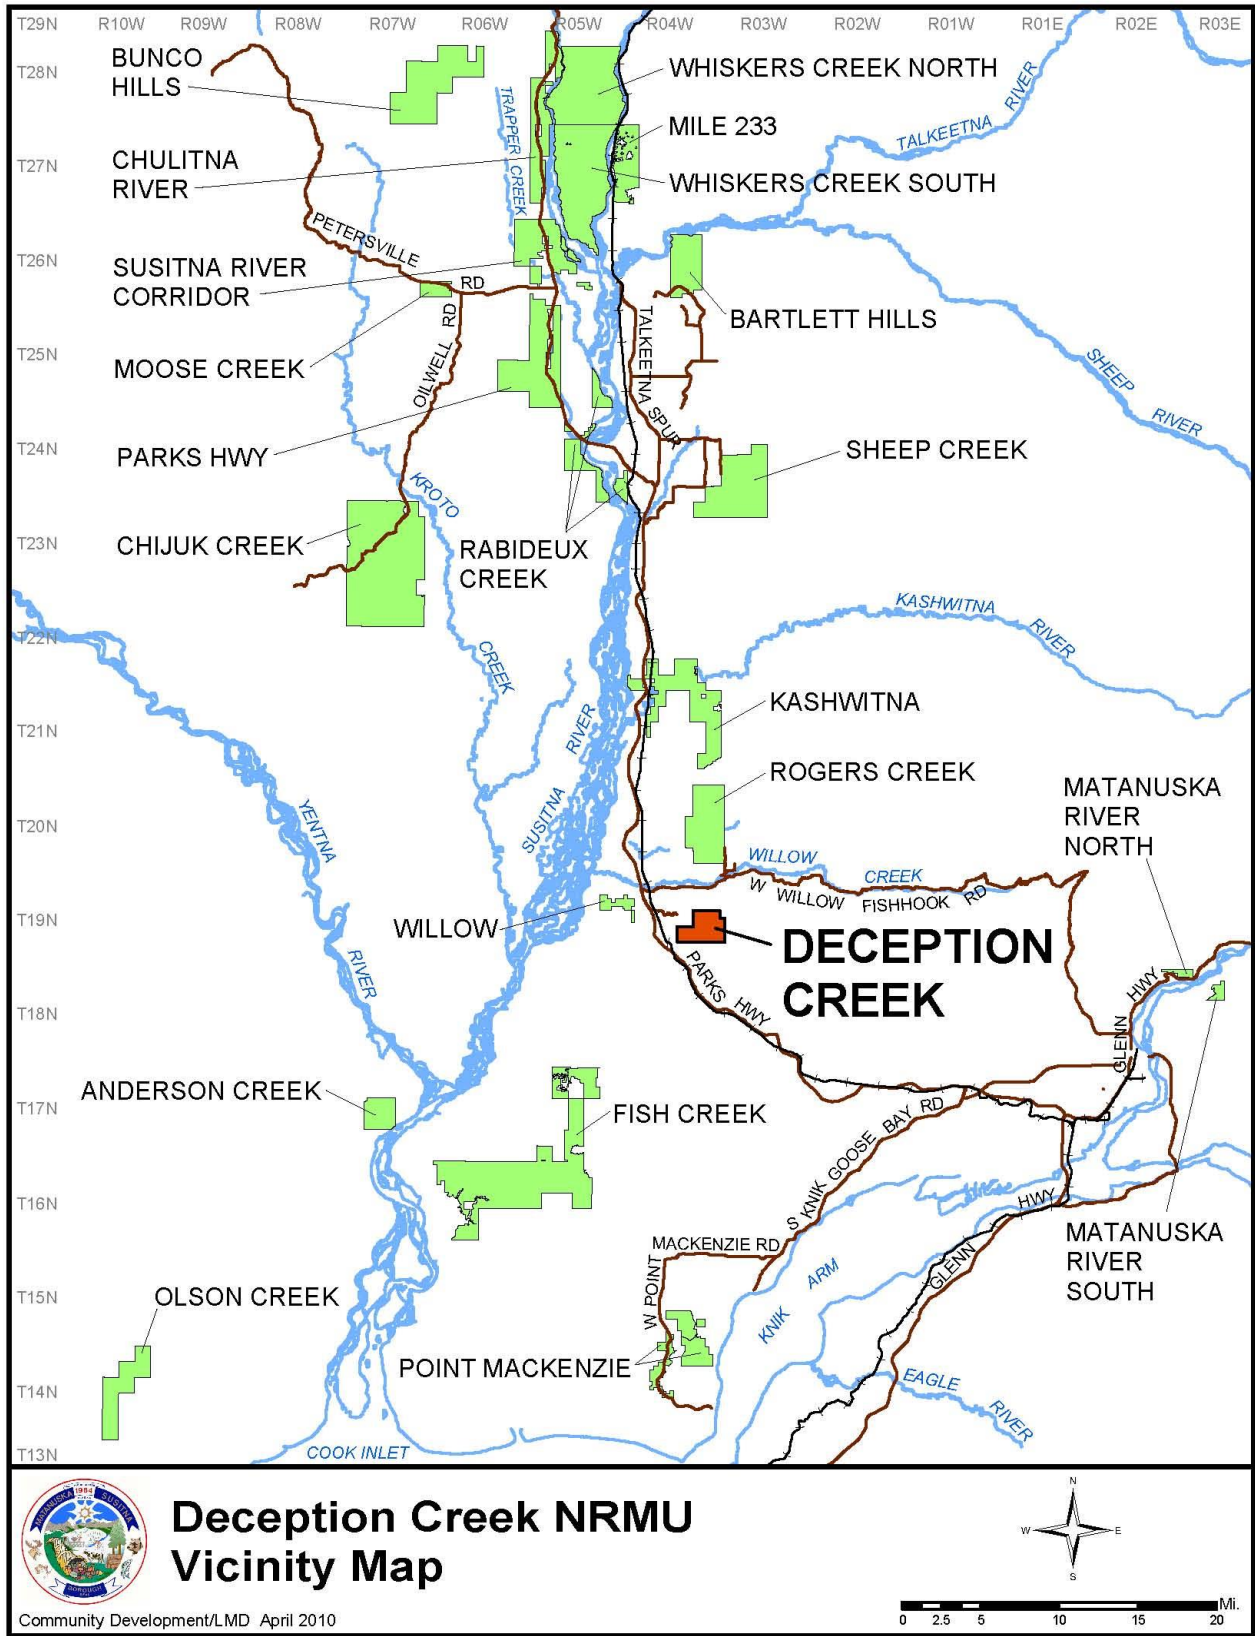 T29N R10W R09W R08W R07W R06W R05W R04W R03W R02W R01W R01E R02E R03E
T28N
T27N
T26N
T25N
T24N
T23N
T22N
T21N
T20N
T19N
T18N
T17N
T16N
T15N
T14N
T13N
BUNCO
HILLS
WHISKERS CREEK NORTH
MILE 233
WHISKERS CREEK SOUTH
CHULITNA
RIVER
TRAPPER CREEK
TALKEETNA RIVER
PETERSVILLE RD
SUSITNA RIVER
CORRIDOR
BARTLETT HILLS
MOOSE CREEK
OILWELL RD
TALKEETNA SPUR
SHEEP RIVER
PARKS HWY
SHEEP CREEK
KROTO CREEK
CHIJUK CREEK
RABIDEUX
CREEK
KASHWITNA RIVER
KASHWITNA
SUSITNA RIVER
ROGERS CREEK
MATANUSKA
RIVER
NORTH
YENTNA RIVER
WILLOW CREEK
W WILLOW FISHHOOK RD
WILLOW
DECEPTION
CREEK
PARKS HWY
GLENN HWY
ANDERSON CREEK
FISH CREEK
S KNIK GOOSE BAY RD
GLENN HWY
MATANUSKA
RIVER
SOUTH
W POINT MACKENZIE RD
KNIK ARM
OLSON CREEK
POINT MACKENZIE
EAGLE RIVER
COOK INLET
MATANUSKA 1964 SUSITNA
BOROUGH
Deception Creek NRMU
Vicinity Map
N
W E
S
Community Development/LMD April 2010
0 2.5 5 10 15 20 Mi.